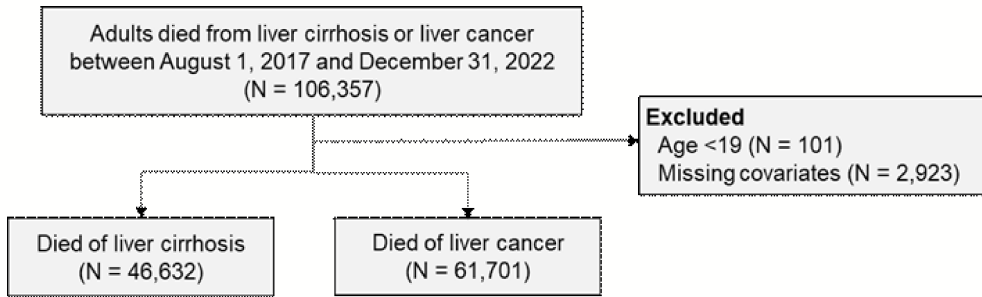 Adults died from liver cirrhosis or liver cancer
between August 1, 2017 and December 31, 2022
(N = 106,357)
Excluded
Age <19 (N = 101)
Missing covariates (N = 2,923)
Died of liver cirrhosis
(N = 46,632)
Died of liver cancer
(N = 61,701)